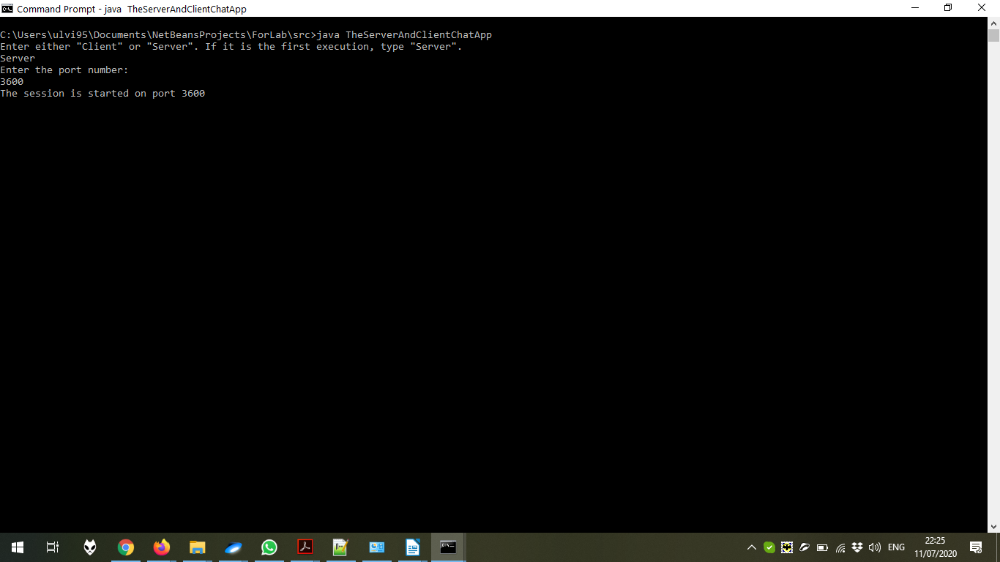 Command Prompt - java  TheServerAndClientChatApp
C:\Users\ulvi95\Documents\NetBeansProjects\ForLab\src>java TheServerAndClientChatApp
Enter either "Client" or "Server". If it is the first execution, type "Server".
Server
Enter the port number:
3600
The session is started on port 3600
ENG
22:25
11/07/2020